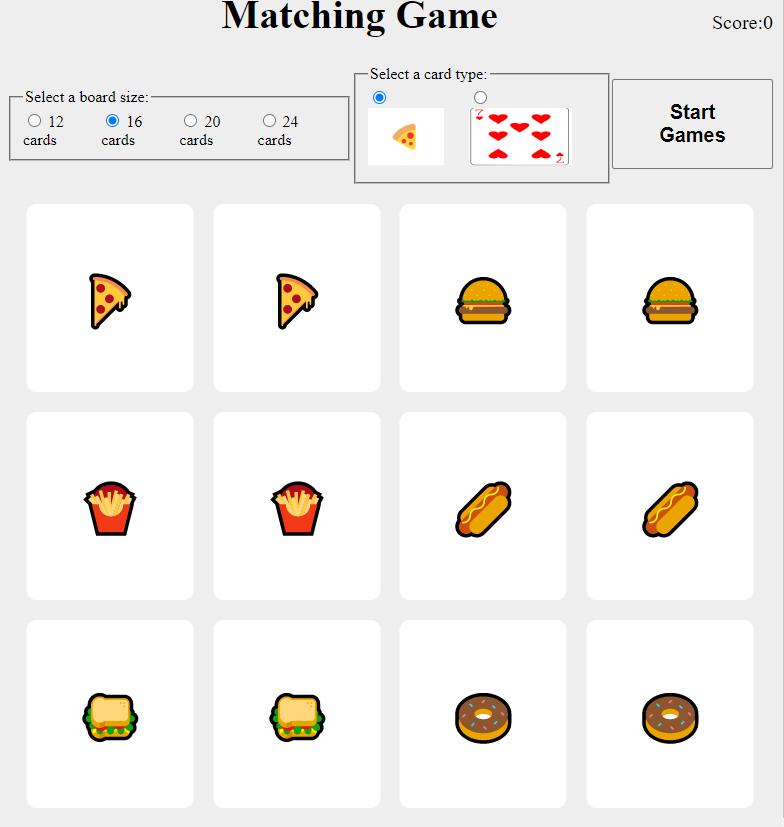 Matching Game
Score:0
Select a board size:
12 cards
16 cards
20 cards
24 cards
Select a card type:
Start
Games